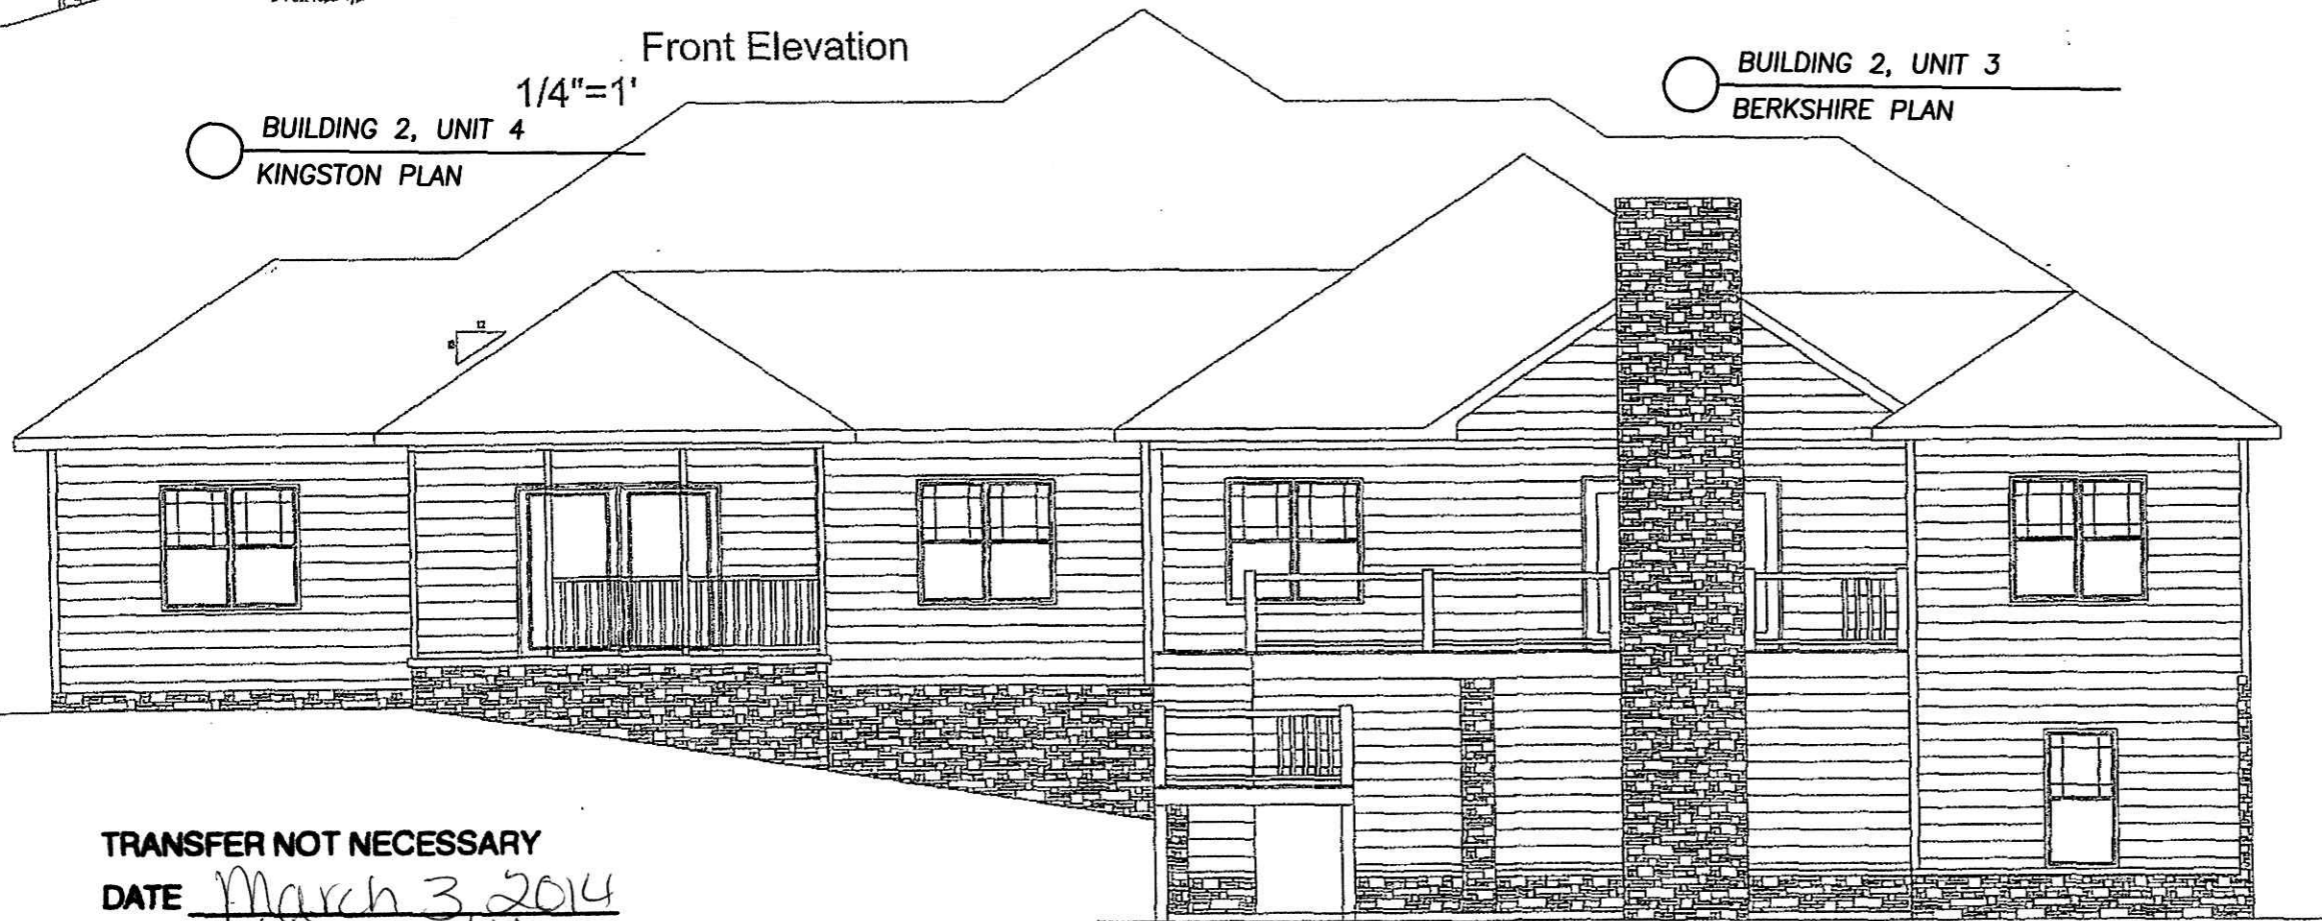 Front Elevation
1/4"=1'
BUILDING 2, UNIT 3
BERKSHIRE PLAN
BUILDING 2, UNIT 4
KINGSTON PLAN
12
TRANSFER NOT NECESSARY
DATE March 3, 2014